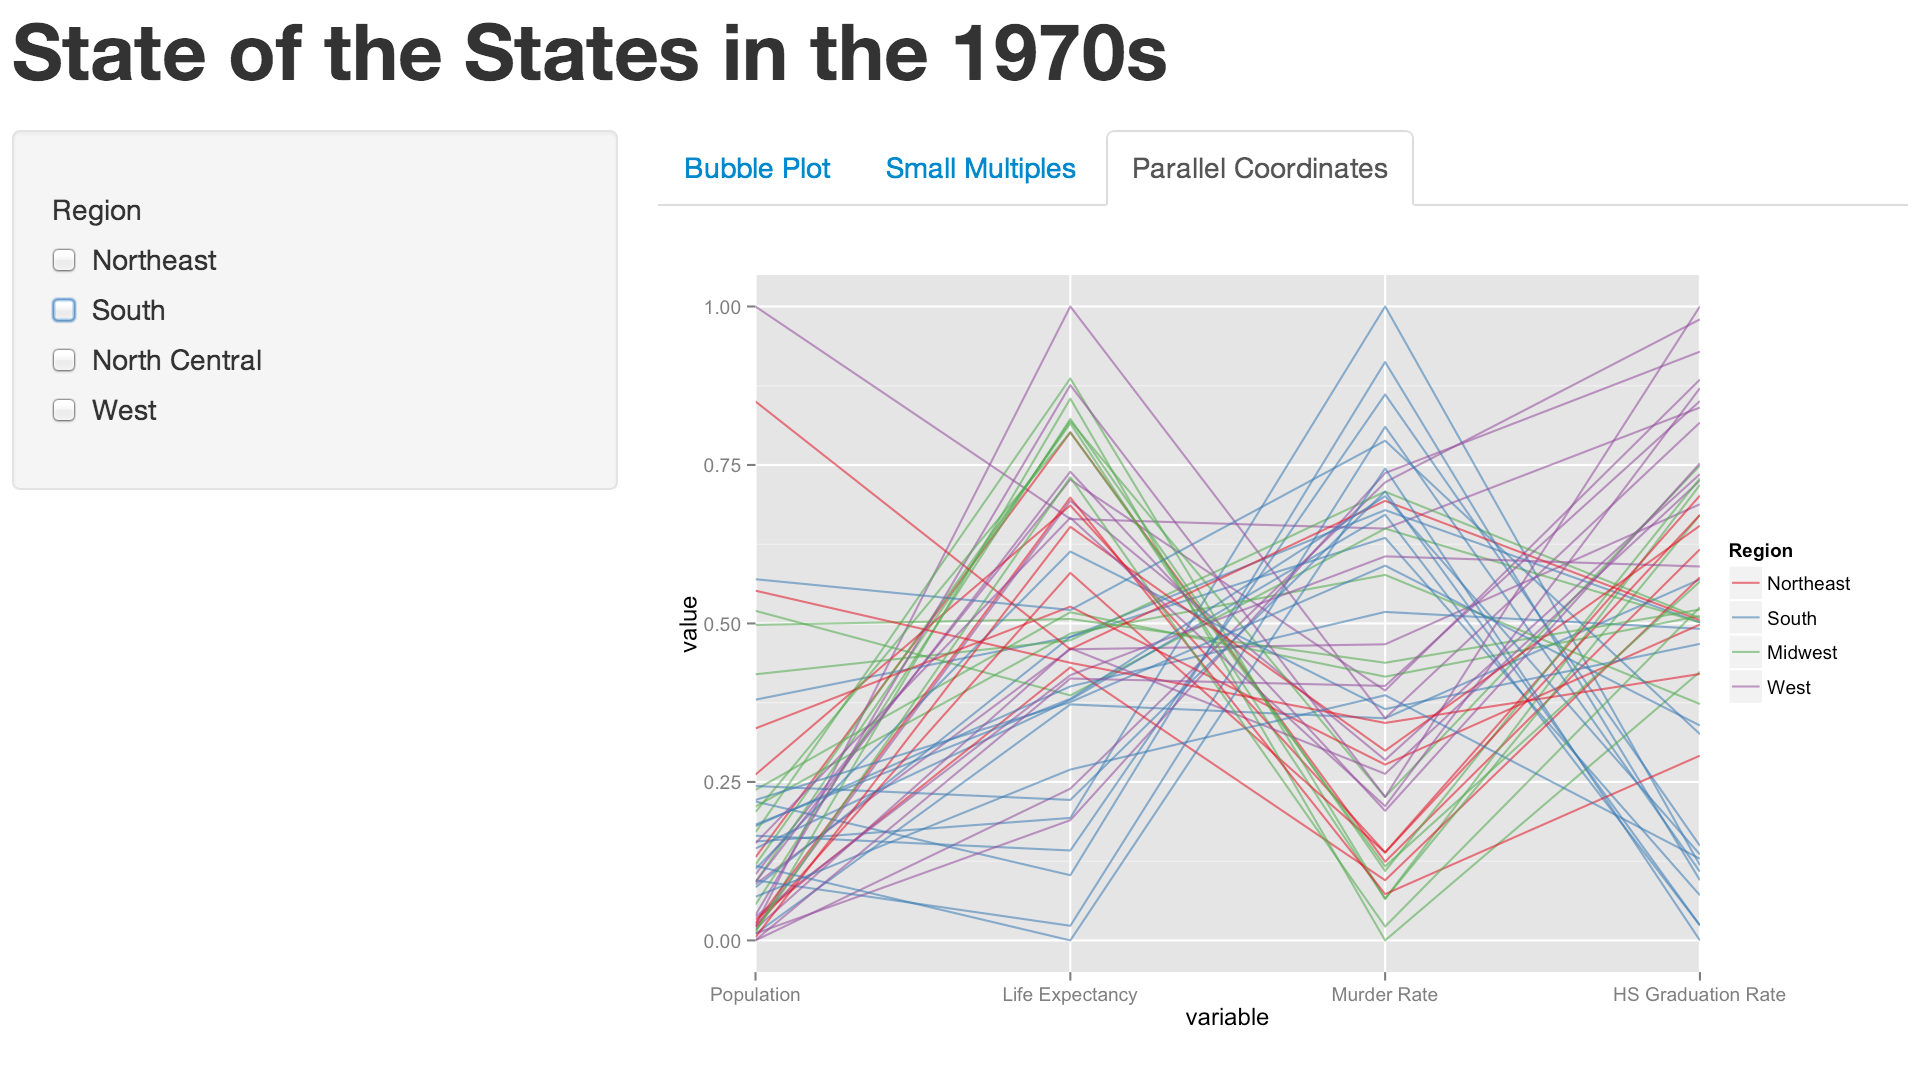 State of the States in the 1970s
Region
Northeast
South
North Central
West
Bubble Plot
Small Multiples
Parallel Coordinates
1.00
0.75
0.50
0.25
0.00
value
Population
Life Expectancy
Murder Rate
HS Graduation Rate
variable
Region
Northeast
South
Midwest
West